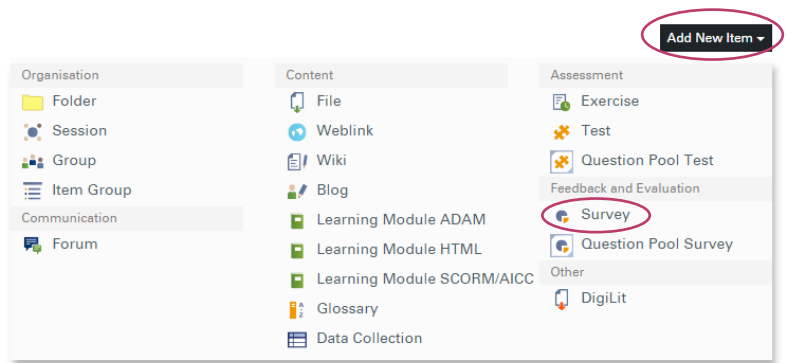 Add New Item
Organisation
Folder
Session
Group
Item Group
Communication
Forum
Content
File
Weblink
Wiki
Blog
Learning Module ADAM
Learning Module HTML
Learning Module SCORM/AICC
Glossary
Data Collection
Assessment
Exercise
Test
Question Pool Test
Feedback and Evaluation
Survey
Question Pool Survey
Other
DigiLit